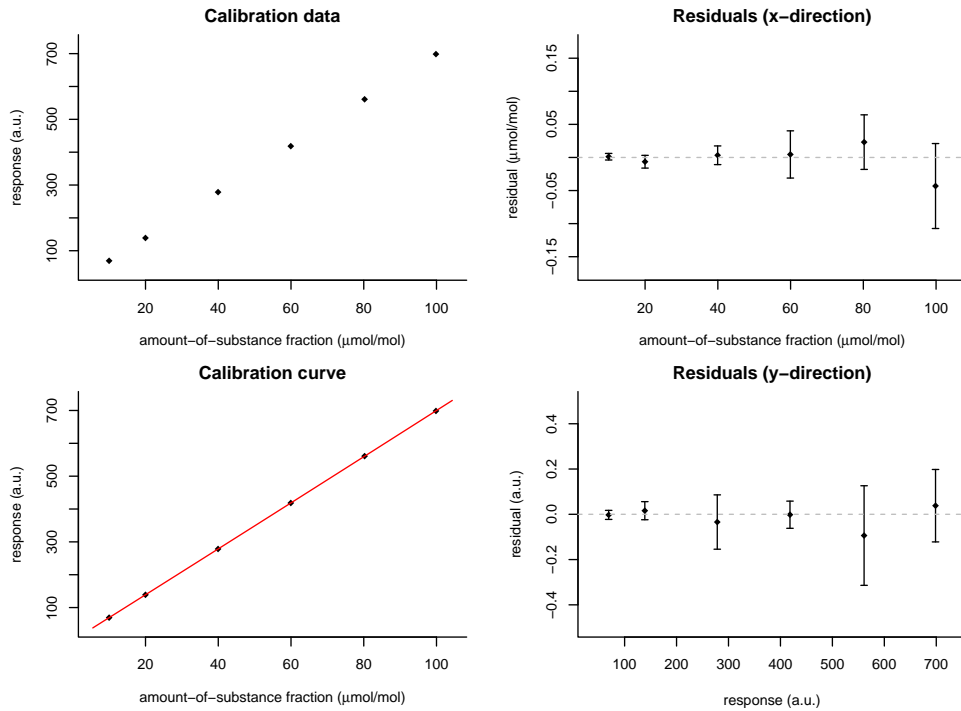 Calibration data
700
500
300
100
response (a.u.)
20 40 60 80 100
amount−of−substance fraction (μmol/mol)
Residuals (x−direction)
0.15
0.05
−0.05
−0.15
residual (μmol/mol)
20 40 60 80 100
amount−of−substance fraction (μmol/mol)
Calibration curve
700
500
300
100
response (a.u.)
20 40 60 80 100
amount−of−substance fraction (μmol/mol)
Residuals (y−direction)
0.4
0.2
0.0
−0.2
−0.4
residual (a.u.)
100 200 300 400 500 600 700
response (a.u.)